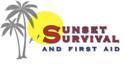 SUNSET
SURVIVAL
AND FIRST AID